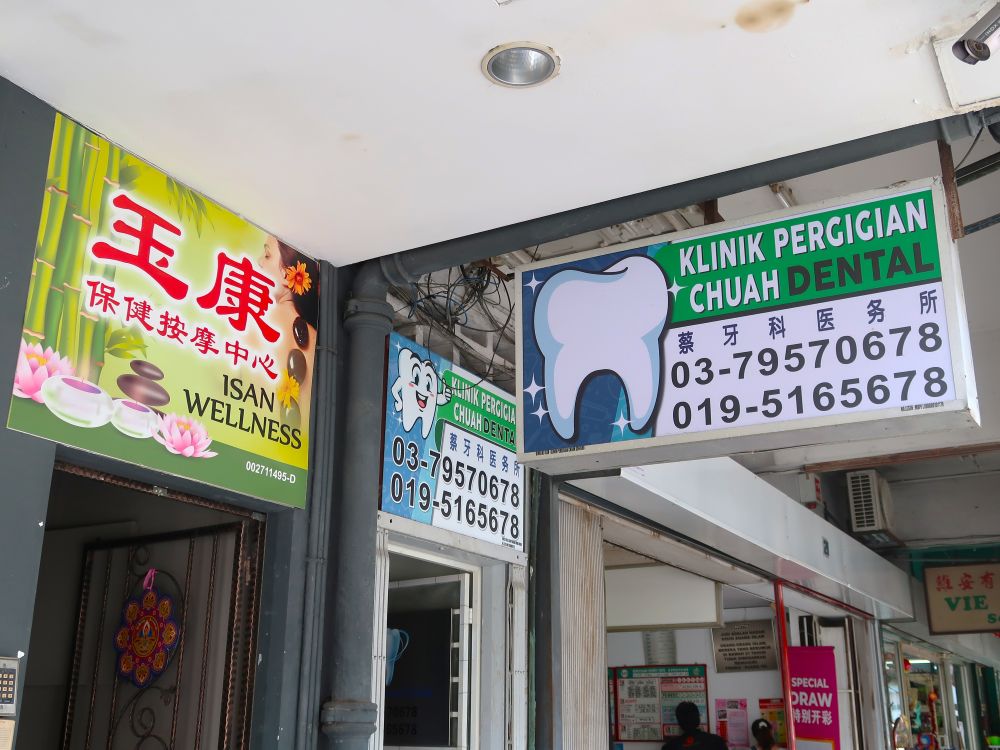 玉康
保健按摩中心
ISAN
WELLNESS
002711495-D
KLINIK PERGIGIAN
CHUAH DENTAL
蔡牙科医务所
03-79570678
019-5165678
KLINIK PERGIGIAN
CHUAH DENTAL
蔡牙科医务所
03-79570678
019-5165678
SPECIAL
DRAW
特别开彩
VIE